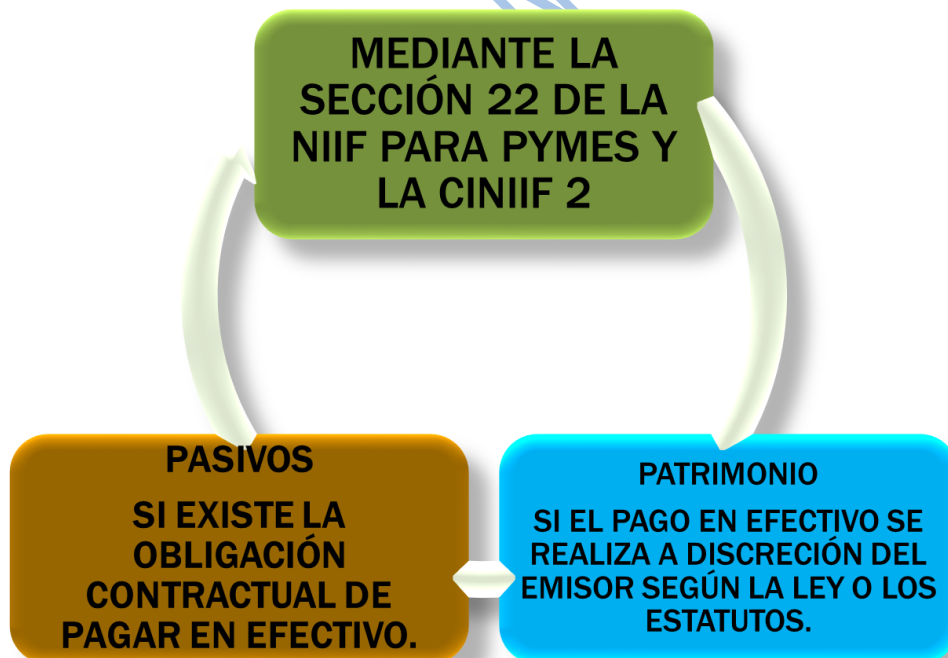 MEDIANTE LA
SECCIÓN 22 DE LA
NIIF PARA PYMES Y
LA CINIIF 2
PASIVOS
SI EXISTE LA
OBLIGACIÓN
CONTRACTUAL DE
PAGAR EN EFECTIVO.
PATRIMONIO
SI EL PAGO EN EFECTIVO SE
REALIZA A DISCRECIÓN DEL
EMISOR SEGÚN LA LEY O LOS
ESTATUTOS.